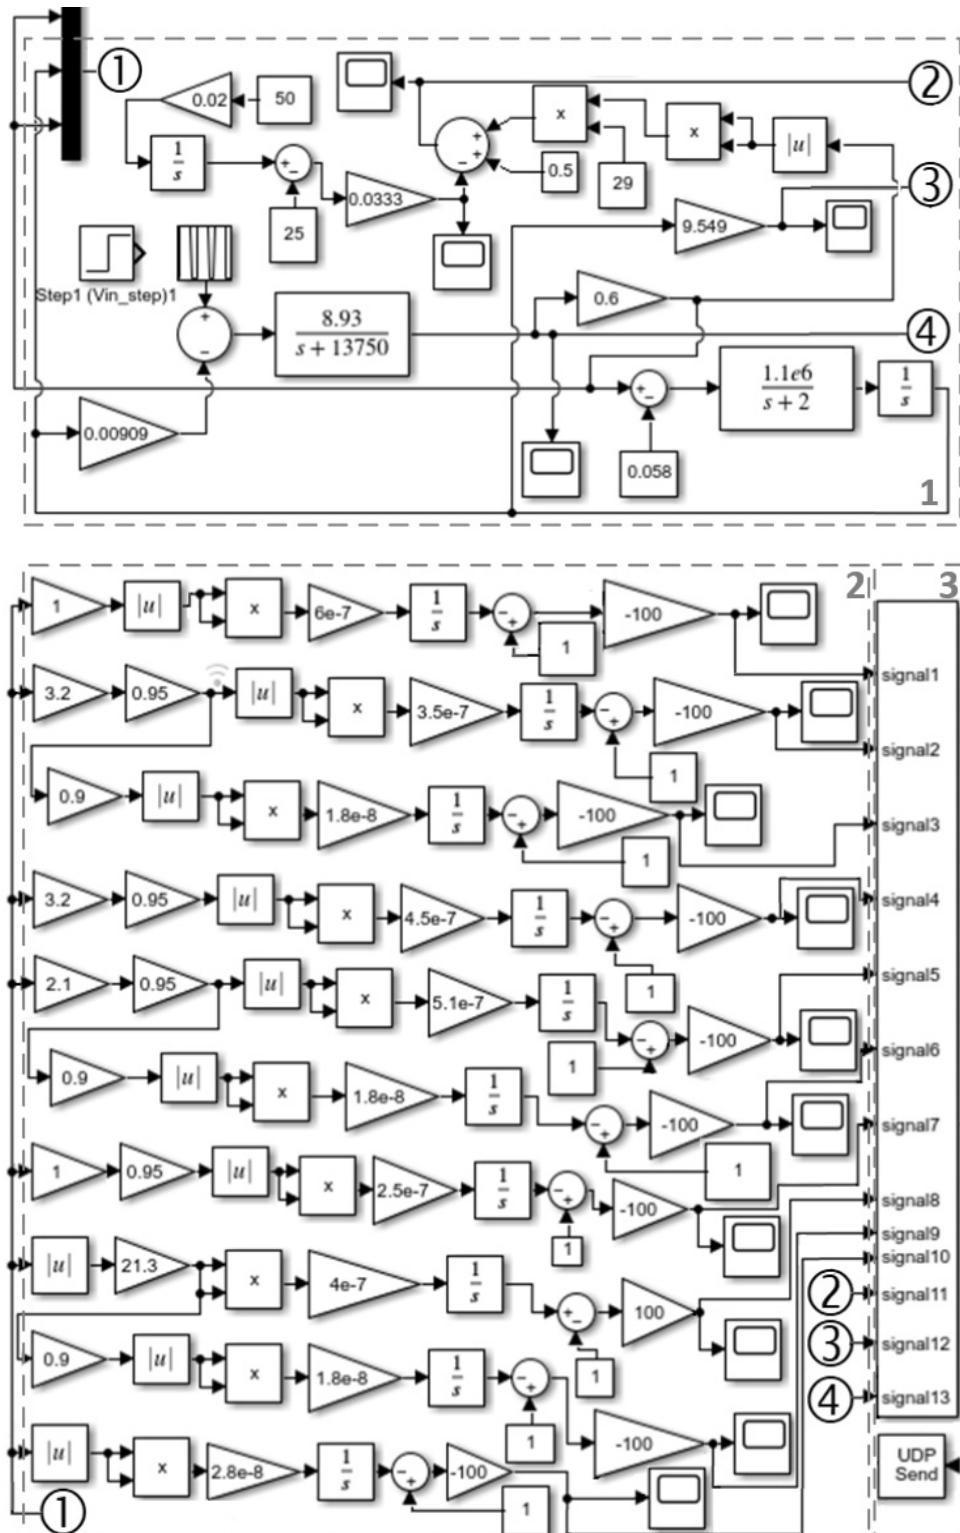 ①
②
0.02
50
x
x
|u|
1
s
+
−
+
−
+
0.5
29
③
0.0333
25
9.549
Step1 (Vin_step)1
+
−
8.93
s + 13750
0.6
④
+
−
1.1e6
s + 2
1
s
0.00909
0.058
1
2
3
1
|u|
x
6e-7
1
s
−
+
-100
1
signal1
3.2
0.95
|u|
x
3.5e-7
1
s
−
+
-100
signal2
1
0.9
|u|
x
1.8e-8
1
s
−
+
-100
signal3
1
3.2
0.95
|u|
x
4.5e-7
1
s
−
+
-100
signal4
1
2.1
0.95
|u|
x
5.1e-7
1
s
−
+
-100
signal5
1
signal6
0.9
|u|
x
1.8e-8
1
s
−
+
-100
signal7
1
1
0.95
|u|
x
2.5e-7
1
s
−
+
-100
signal8
1
signal9
signal10
|u|
21.3
x
4e-7
1
s
+
−
100
② signal11
1
③ signal12
0.9
|u|
x
1.8e-8
1
s
−
+
-100
④ signal13
1
|u|
x
2.8e-8
1
s
−
+
-100
1
UDP
Send
①